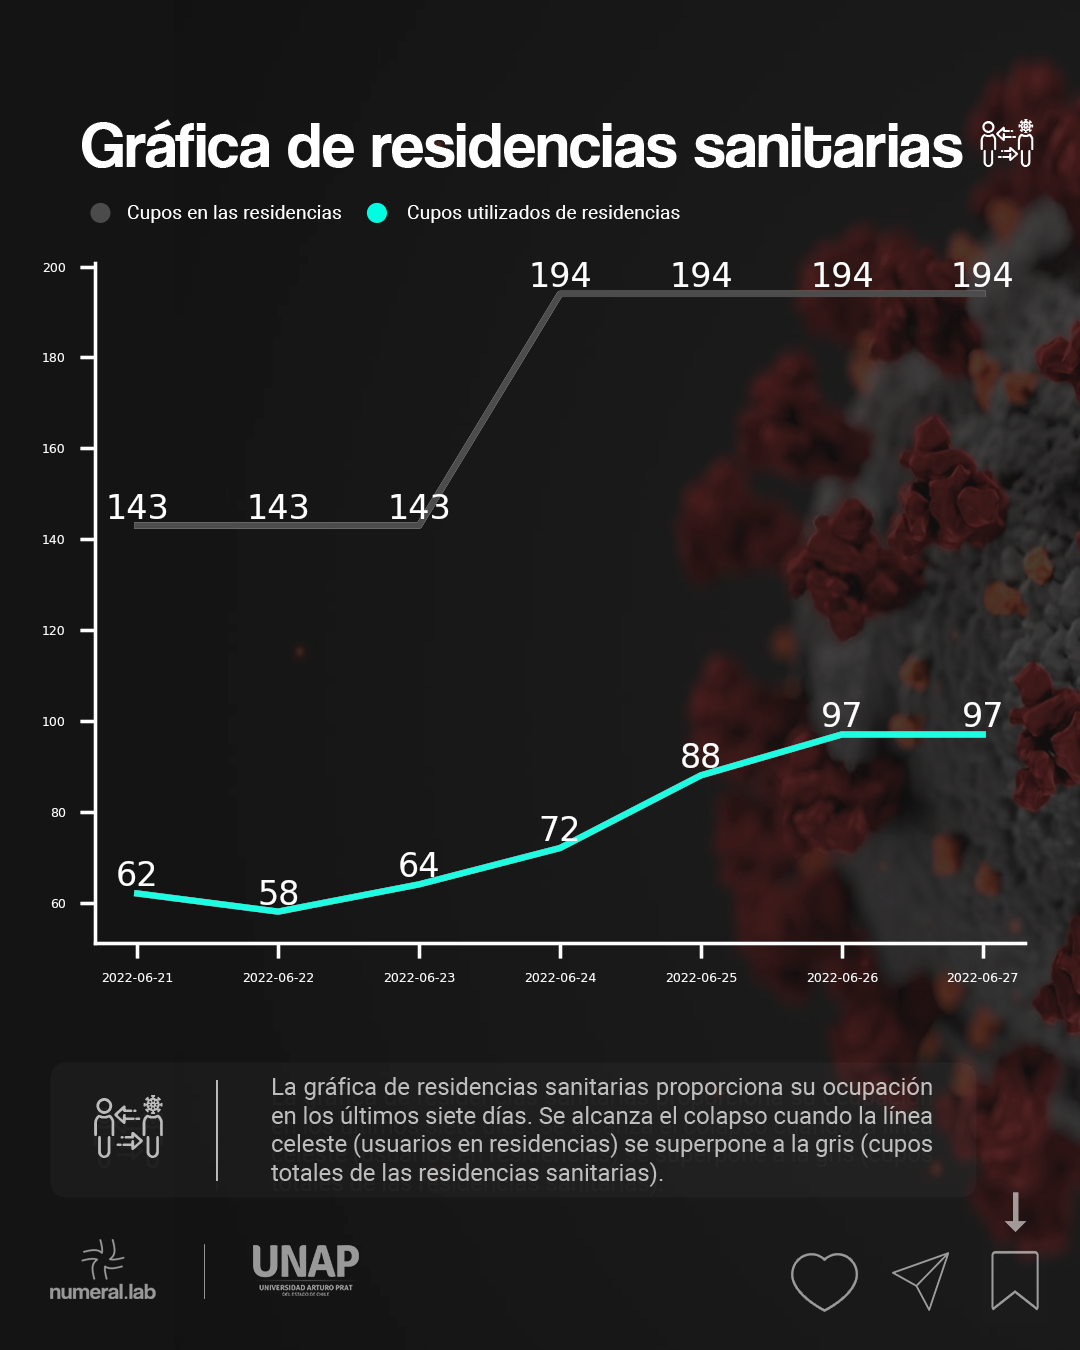 Gráfica de residencias sanitarias
Cupos en las residencias Cupos utilizados de residencias
200
180
160
140
120
100
80
60
194 194 194 194
143 143 143
62 58 64 72 88 97 97
2022-06-21 2022-06-22 2022-06-23 2022-06-24 2022-06-25 2022-06-26 2022-06-27
La gráfica de residencias sanitarias proporciona su ocupación
en los últimos siete días. Se alcanza el colapso cuando la línea
celeste (usuarios en residencias) se superpone a la gris (cupos
totales de las residencias sanitarias).
numeral.lab
UNAP
UNIVERSIDAD ARTURO PRAT
DEL ESTADO DE CHILE